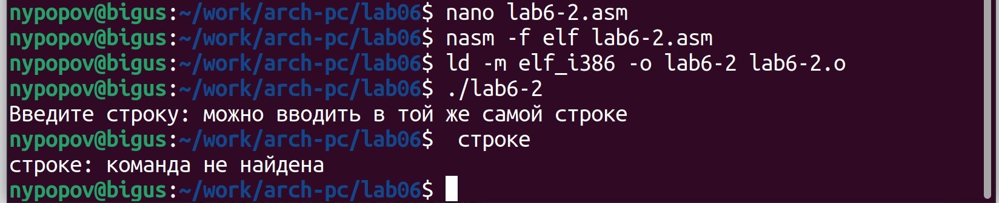 nypopov@bigus:~/work/arch-pc/lab06$ nano lab6-2.asm
nypopov@bigus:~/work/arch-pc/lab06$ nasm -f elf lab6-2.asm
nypopov@bigus:~/work/arch-pc/lab06$ ld -m elf_i386 -o lab6-2 lab6-2.o
nypopov@bigus:~/work/arch-pc/lab06$ ./lab6-2
Введите строку: можно вводить в той же самой строке
nypopov@bigus:~/work/arch-pc/lab06$  строке
строке: команда не найдена
nypopov@bigus:~/work/arch-pc/lab06$